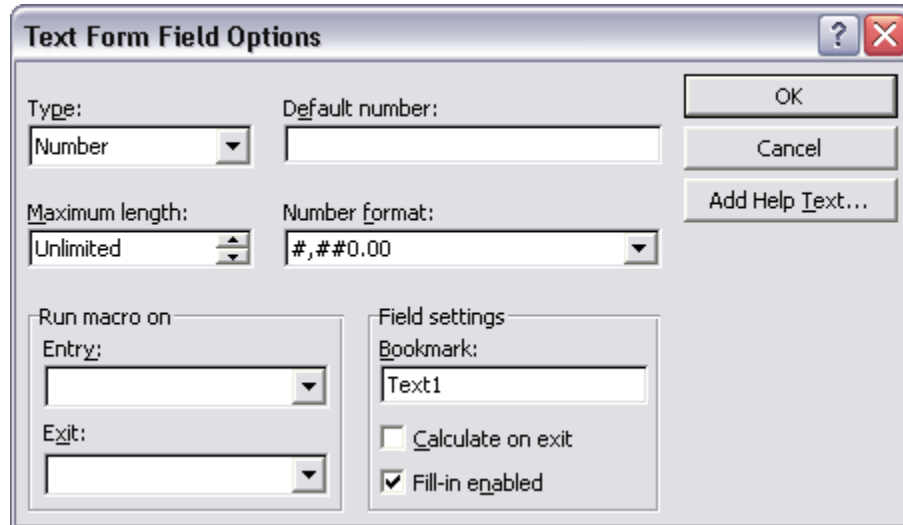 Text Form Field Options
Type:
Default number:
OK
Number
Cancel
Maximum length:
Number format:
Add Help Text...
Unlimited
#,##0.00
Run macro on
Field settings
Entry:
Bookmark:
Text1
Exit:
Calculate on exit
Fill-in enabled